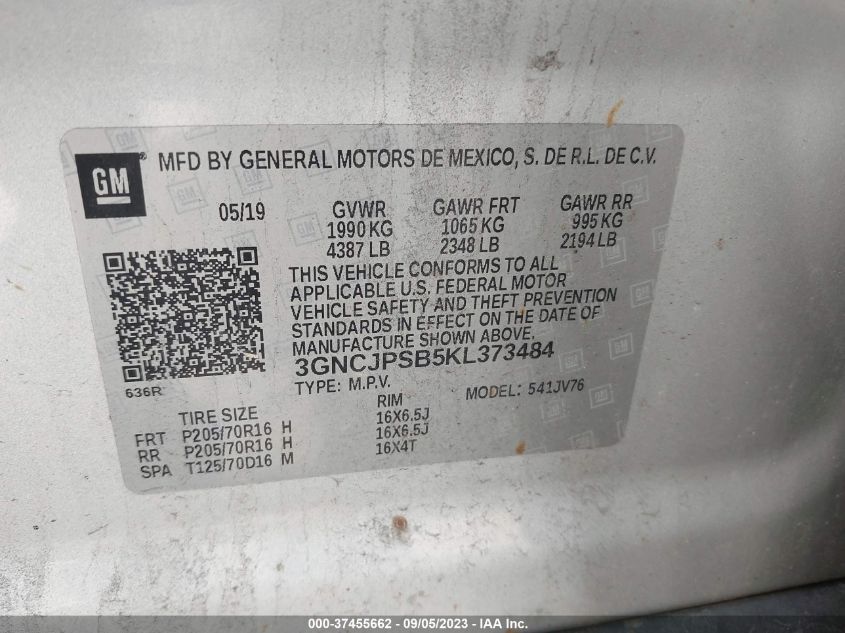 GM
MFD BY GENERAL MOTORS DE MEXICO, S. DE R.L. DE C.V.
05/19 GVWR GAWR FRT GAWR RR
1990 KG 1065 KG 995 KG
4387 LB 2348 LB 2194 LB
THIS VEHICLE CONFORMS TO ALL
APPLICABLE U.S. FEDERAL MOTOR
VEHICLE SAFETY AND THEFT PREVENTION
STANDARDS IN EFFECT ON THE DATE OF
MANUFACTURE SHOWN ABOVE.
3GNCJPSB5KL373484
636R TYPE: M.P.V. MODEL: 541JV76
TIRE SIZE RIM
FRT P205/70R16 H 16X6.5J
RR P205/70R16 H 16X6.5J
SPA T125/70D16 M 16X4T
000-37455662 - 09/05/2023 - IAA Inc.